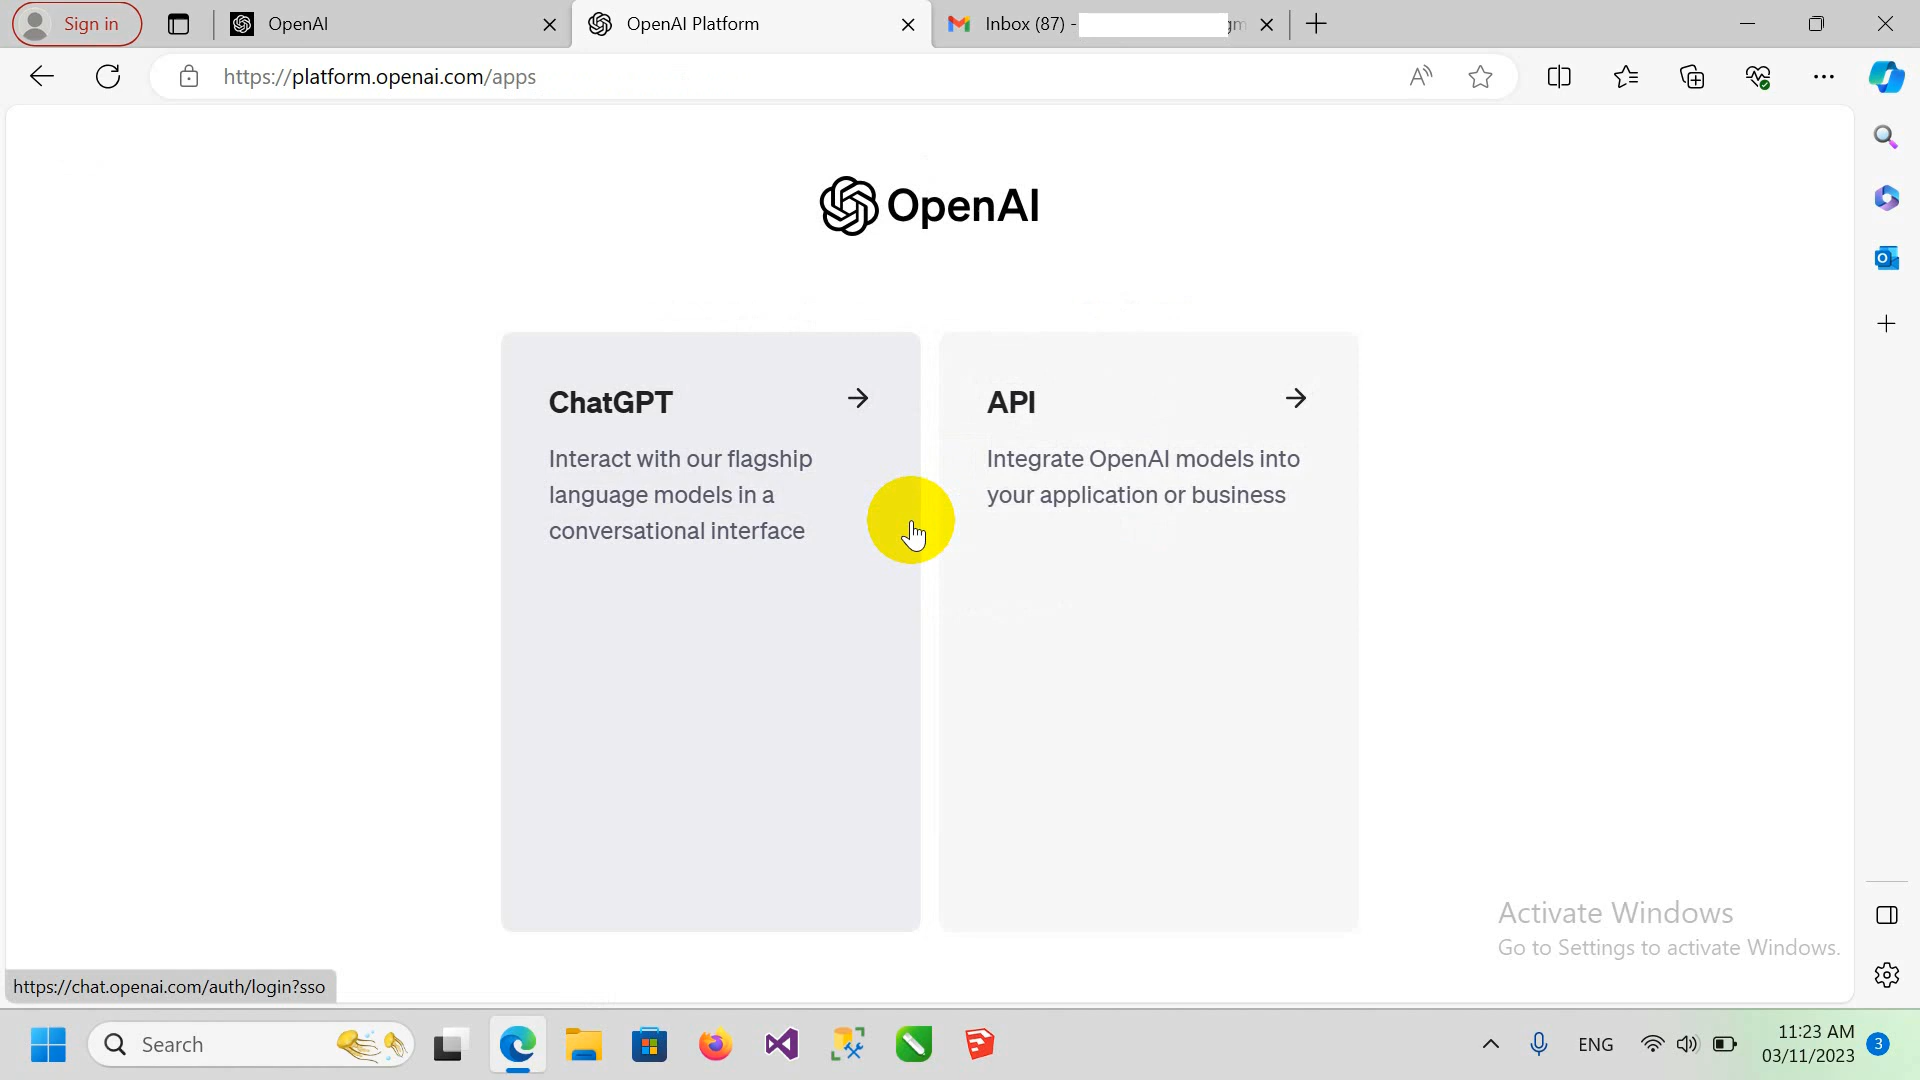 Sign in
OpenAI
OpenAI Platform
Inbox (87) -
gm
https://platform.openai.com/apps
OpenAI
ChatGPT
Interact with our flagship
language models in a
conversational interface
API
Integrate OpenAI models into
your application or business
Activate Windows
Go to Settings to activate Windows.
https://chat.openai.com/auth/login?sso
Search
ENG
11:23 AM
03/11/2023
3